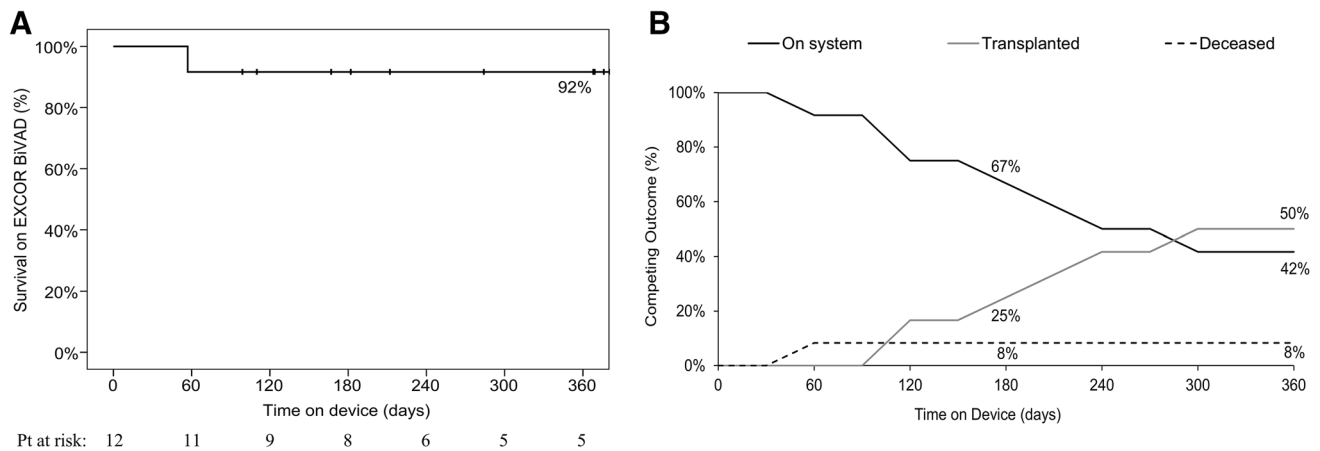 A
Survival on EXCOR BiVAD (%)
100%
80%
60%
40%
20%
0%
92%
0 60 120 180 240 300 360
Time on device (days)
Pt at risk: 12 11 9 8 6 5 5
B
On system Transplanted Deceased
Competing Outcome (%)
100%
80%
60%
40%
20%
0%
67%
50%
42%
25%
8%
8%
0 60 120 180 240 300 360
Time on Device (days)